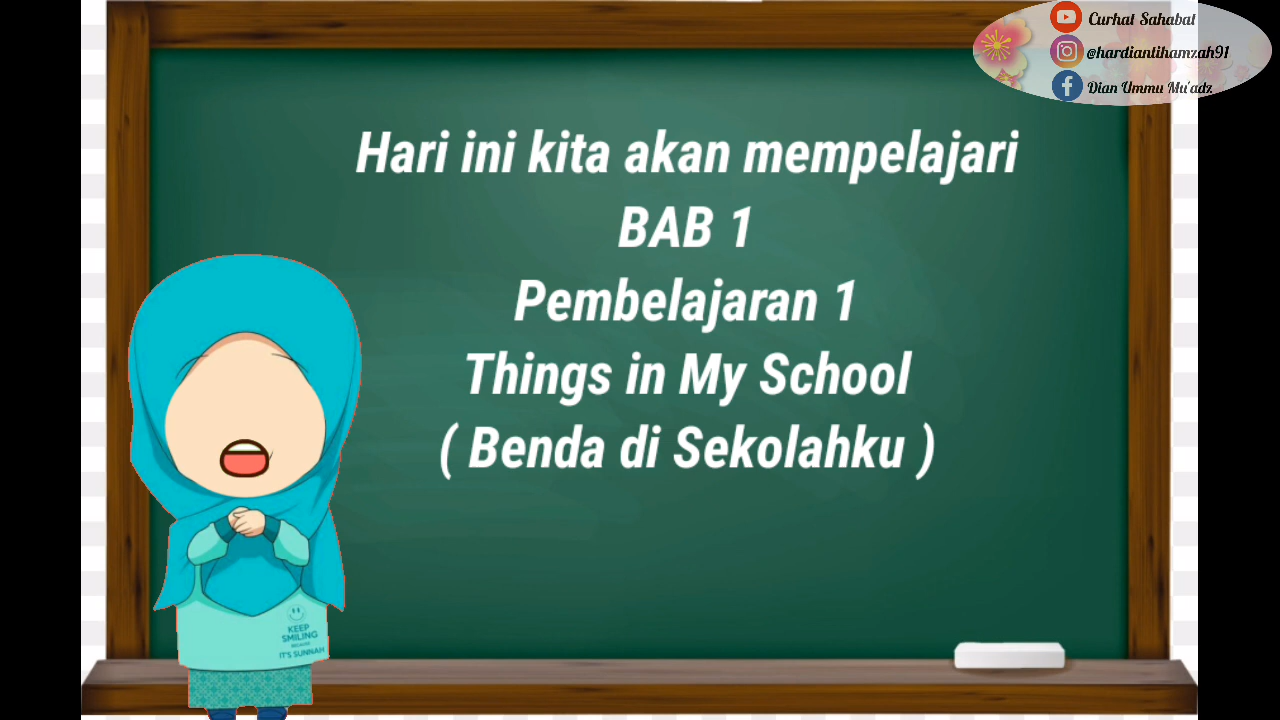 Curhat Sahabat
@hardiantihamzah91
Dian Ummu Mu'adz
Hari ini kita akan mempelajari
BAB 1
Pembelajaran 1
Things in My School
( Benda di Sekolahku )
KEEP
SMILING
BECAUSE
IT'S SUNNAH